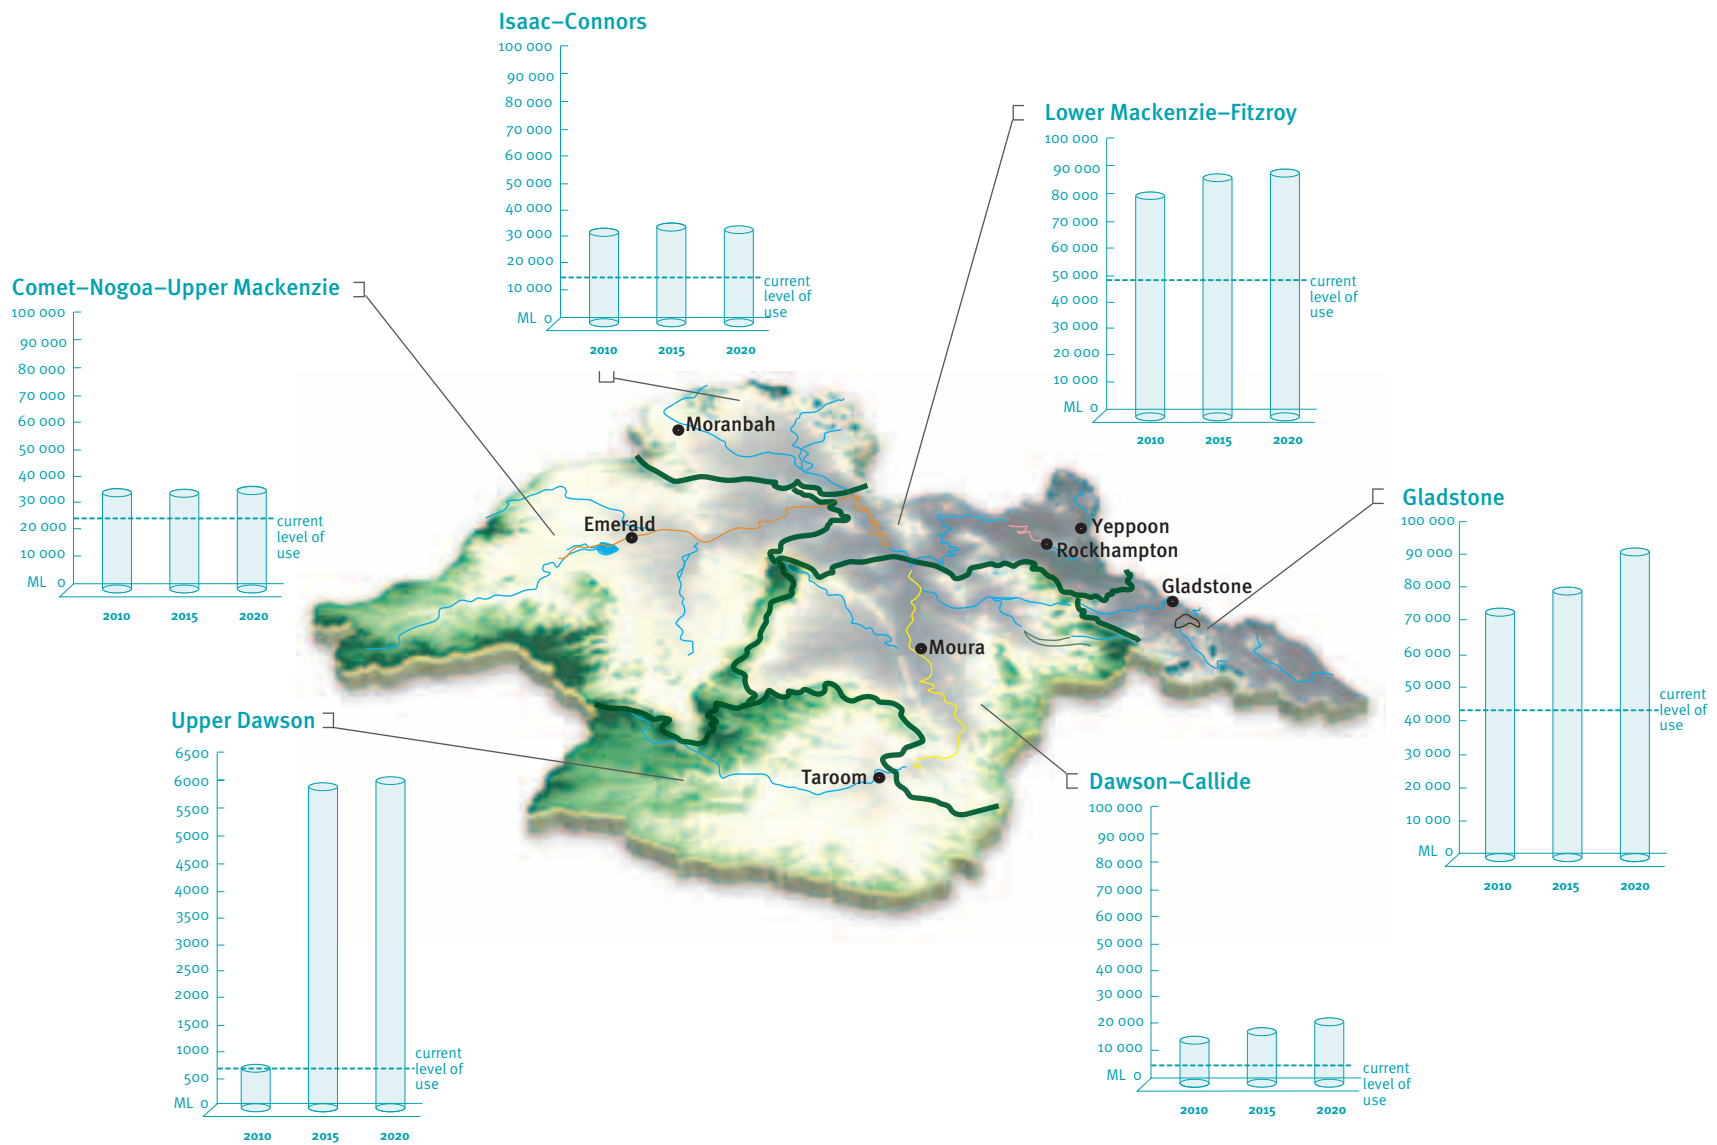 Isaac–Connors
100 000
90 000
80 000
70 000
60 000
50 000
40 000
30 000
20 000
10 000
ML 0
current
level of
use
2010 2015 2020
Lower Mackenzie–Fitzroy
100 000
90 000
80 000
70 000
60 000
50 000
40 000
30 000
20 000
10 000
ML 0
current
level of
use
2010 2015 2020
Comet–Nogoa–Upper Mackenzie
100 000
90 000
80 000
70 000
60 000
50 000
40 000
30 000
20 000
10 000
ML 0
current
level of
use
2010 2015 2020
Moranbah
Emerald
Yeppoon
Rockhampton
Gladstone
Moura
Taroom
Gladstone
100 000
90 000
80 000
70 000
60 000
50 000
40 000
30 000
20 000
10 000
ML 0
current
level of
use
2010 2015 2020
Upper Dawson
6500
6000
5500
5000
4500
4000
3500
3000
2500
2000
1500
1000
500
ML 0
current
level of
use
2010 2015 2020
Dawson–Callide
100 000
90 000
80 000
70 000
60 000
50 000
40 000
30 000
20 000
10 000
ML 0
current
level of
use
2010 2015 2020